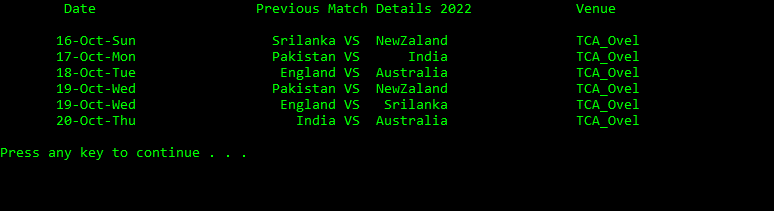 Date Previous Match Details 2022 Venue
16-Oct-Sun Srilanka VS NewZaland TCA_Ovel
17-Oct-Mon Pakistan VS India TCA_Ovel
18-Oct-Tue England VS Australia TCA_Ovel
19-Oct-Wed Pakistan VS NewZaland TCA_Ovel
19-Oct-Wed England VS Srilanka TCA_Ovel
20-Oct-Thu India VS Australia TCA_Ovel
Press any key to continue . . .